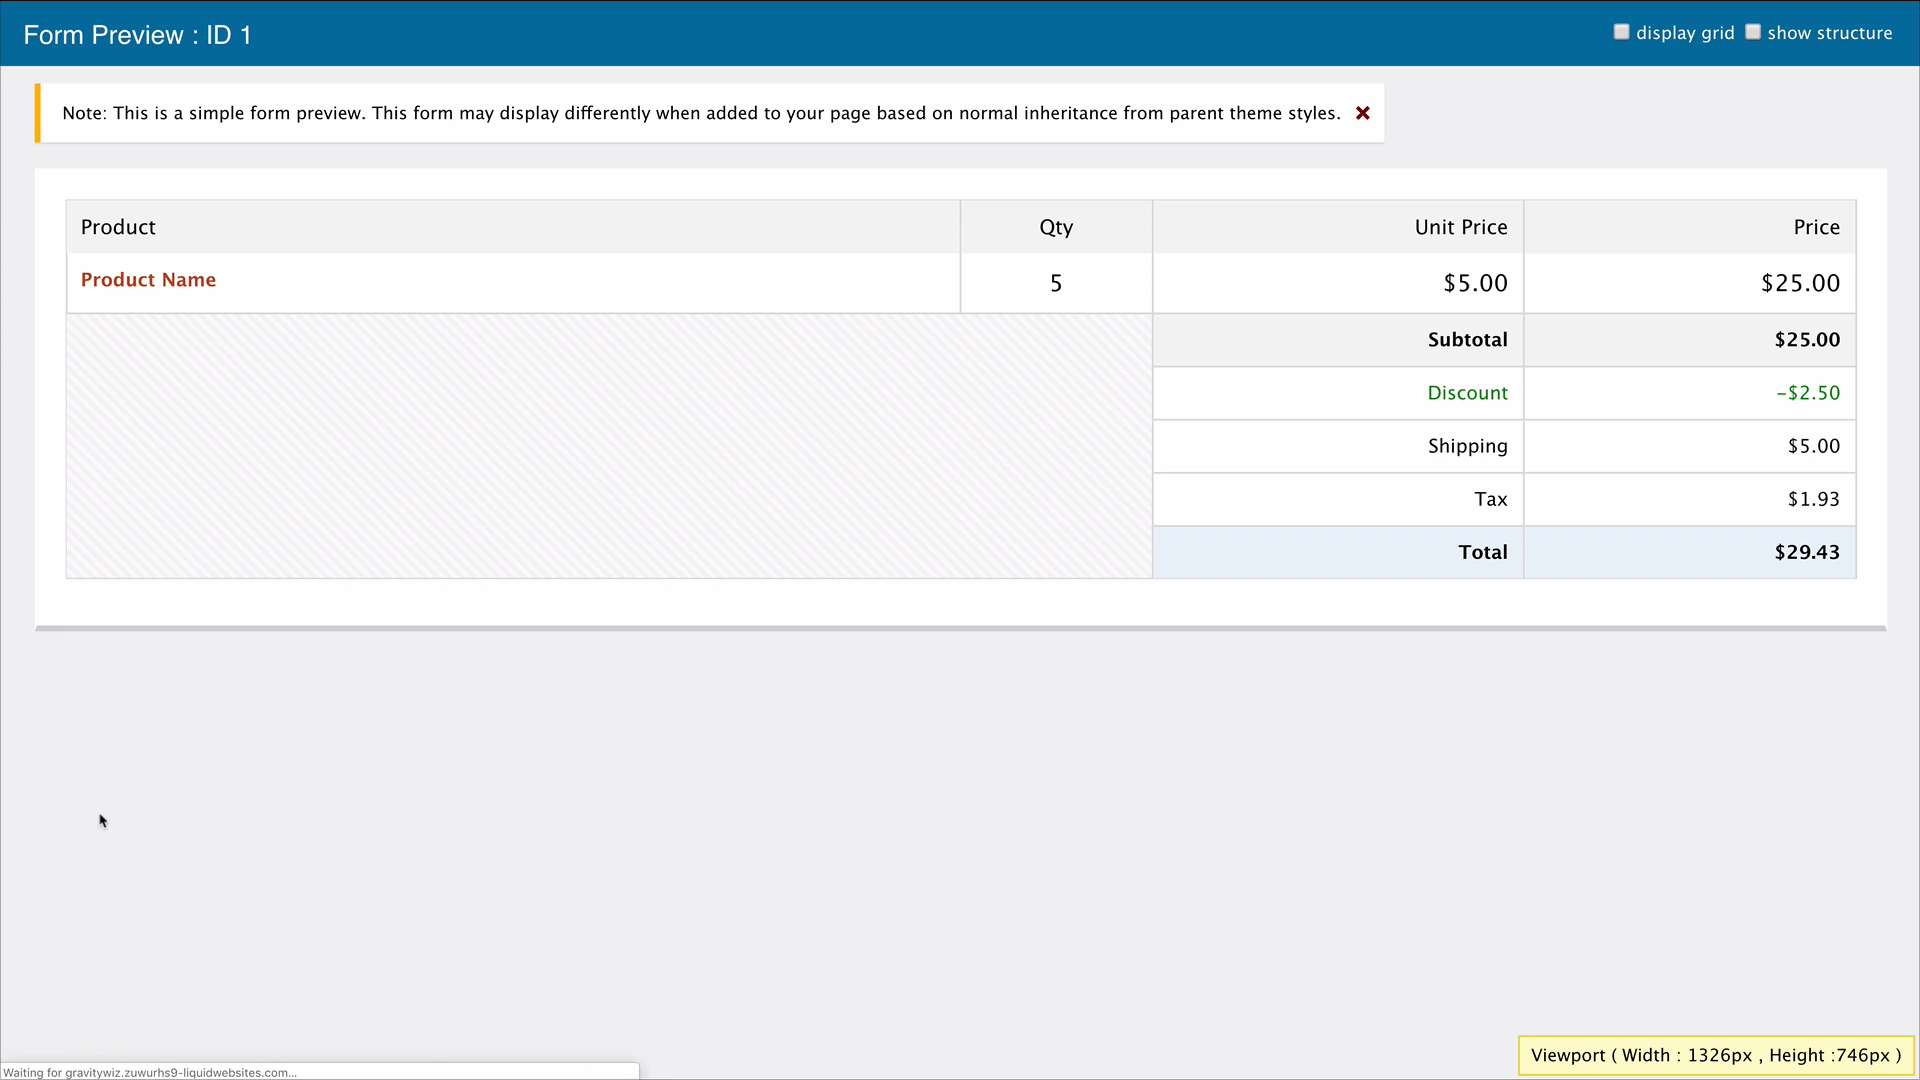 Form Preview : ID 1
display grid show structure
Note: This is a simple form preview. This form may display differently when added to your page based on normal inheritance from parent theme styles. ✖
Product Qty Unit Price Price
Product Name 5 $5.00 $25.00
Subtotal $25.00
Discount -$2.50
Shipping $5.00
Tax $1.93
Total $29.43
Viewport ( Width : 1326px , Height :746px )
Waiting for gravitywiz.zuwurhs9-liquidwebsites.com...